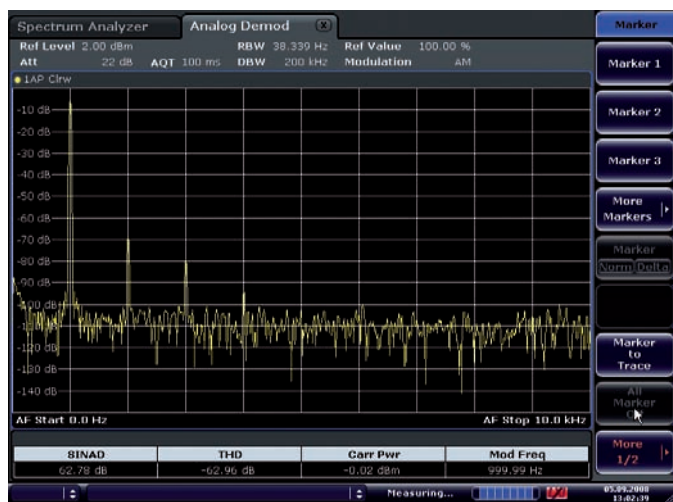 Spectrum Analyzer Analog Demod X Marker
Ref Level 2.00 dBm RBW 38.339 Hz Ref Value 100.00 %
Att 22 dB AQT 100 ms DBW 200 kHz Modulation AM
1AP Clrw
-10 dB
-20 dB
-30 dB
-40 dB
-50 dB
-60 dB
-70 dB
-80 dB
-90 dB
-120 dB
-130 dB
-140 dB
AF Start 0.0 Hz AF Stop 10.0 kHz
SINAD THD Carr Pwr Mod Freq
62.78 dB -62.96 dB -0.02 dBm 999.99 Hz
Measuring...
05.09.2008
13:02:39
Marker 1
Marker 2
Marker 3
More
Markers
Marker
Norm Delta
Marker
to
Trace
All
Marker
More
1/2